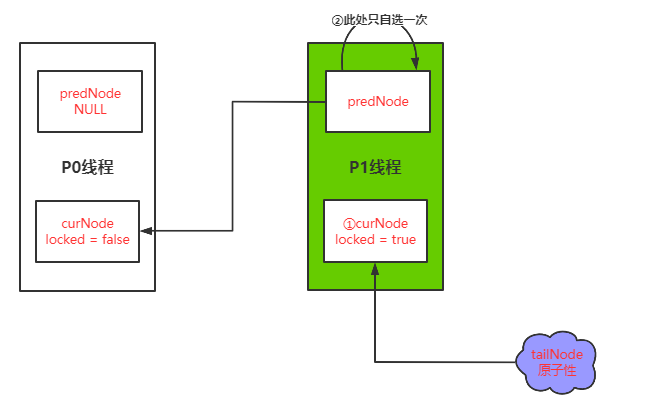 ②此处只自选一次
predNode
NULL
P0线程
curNode
locked = false
predNode
P1线程
①curNode
locked = true
tailNode
原子性